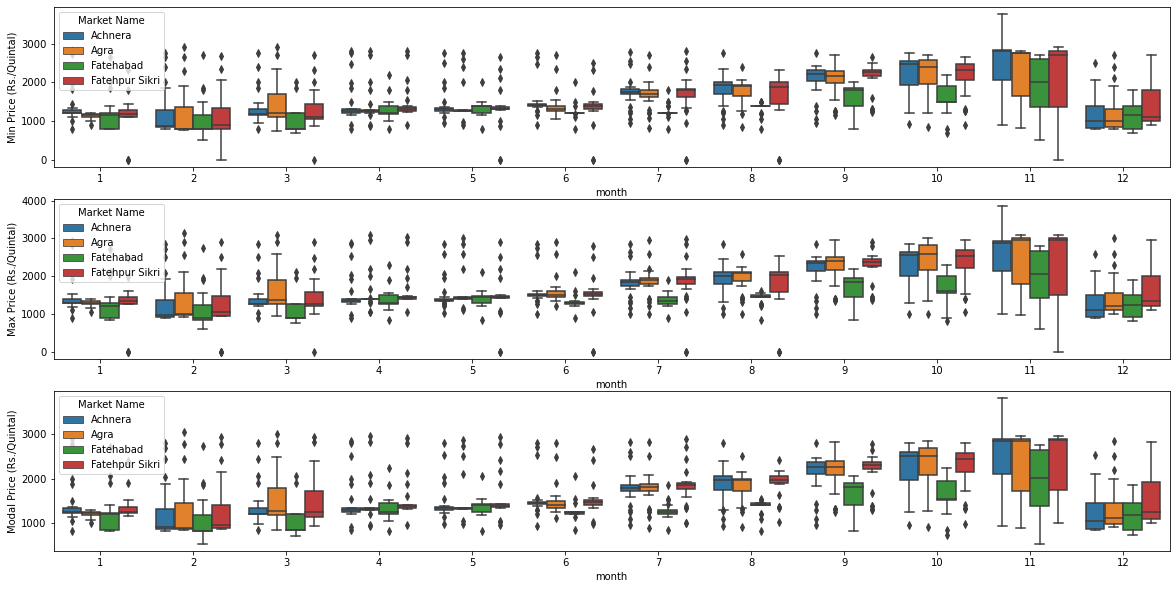 Market Name
Achnera
Agra
Fatehabad
Fatehpur Sikri
Min Price (Rs./Quintal)
3000
2000
1000
0
1 2 3 4 5 6 7 8 9 10 11 12
month
Market Name
Achnera
Agra
Fatehabad
Fatehpur Sikri
Max Price (Rs./Quintal)
4000
3000
2000
1000
0
1 2 3 4 5 6 7 8 9 10 11 12
month
Market Name
Achnera
Agra
Fatehabad
Fatehpur Sikri
Modal Price (Rs./Quintal)
3000
2000
1000
1 2 3 4 5 6 7 8 9 10 11 12
month